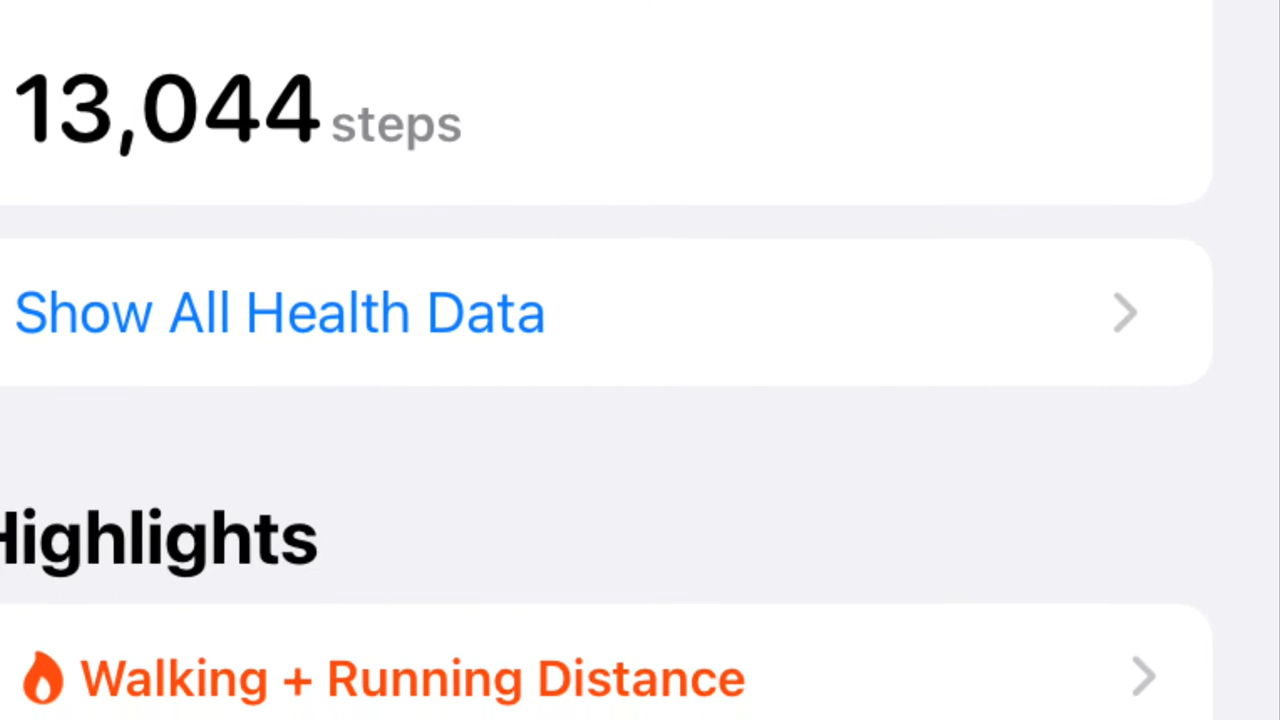 13,044 steps
Show All Health Data
Highlights
Walking + Running Distance